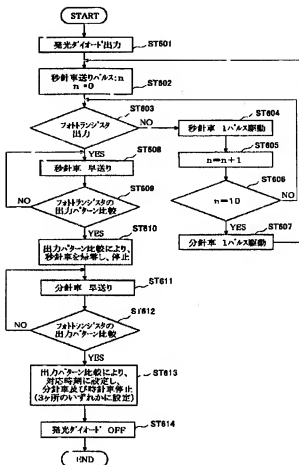 START
発光ダイオード出力
ST601
秒針車送りパルス:n
n=0
ST602
フォトトランジスタ
出力
ST603
NO
YES
秒針車 1パルス駆動
ST604
n=n+1
ST605
n=10
ST606
NO
YES
分針車 1パルス駆動
ST607
秒針車 早送り
ST608
フォトトランジスタの
出力パターン比較
ST609
NO
YES
出力パターン比較により、
秒針車を帰零し、停止
ST610
分針車 早送り
ST611
フォトトランジスタの
出力パターン比較
ST612
NO
YES
出力パターン比較により、
対応時刻に設定し、
分針車及び時針車停止
(3ヶ所のいずれかに設定)
ST613
発光ダイオード OFF
ST614
END